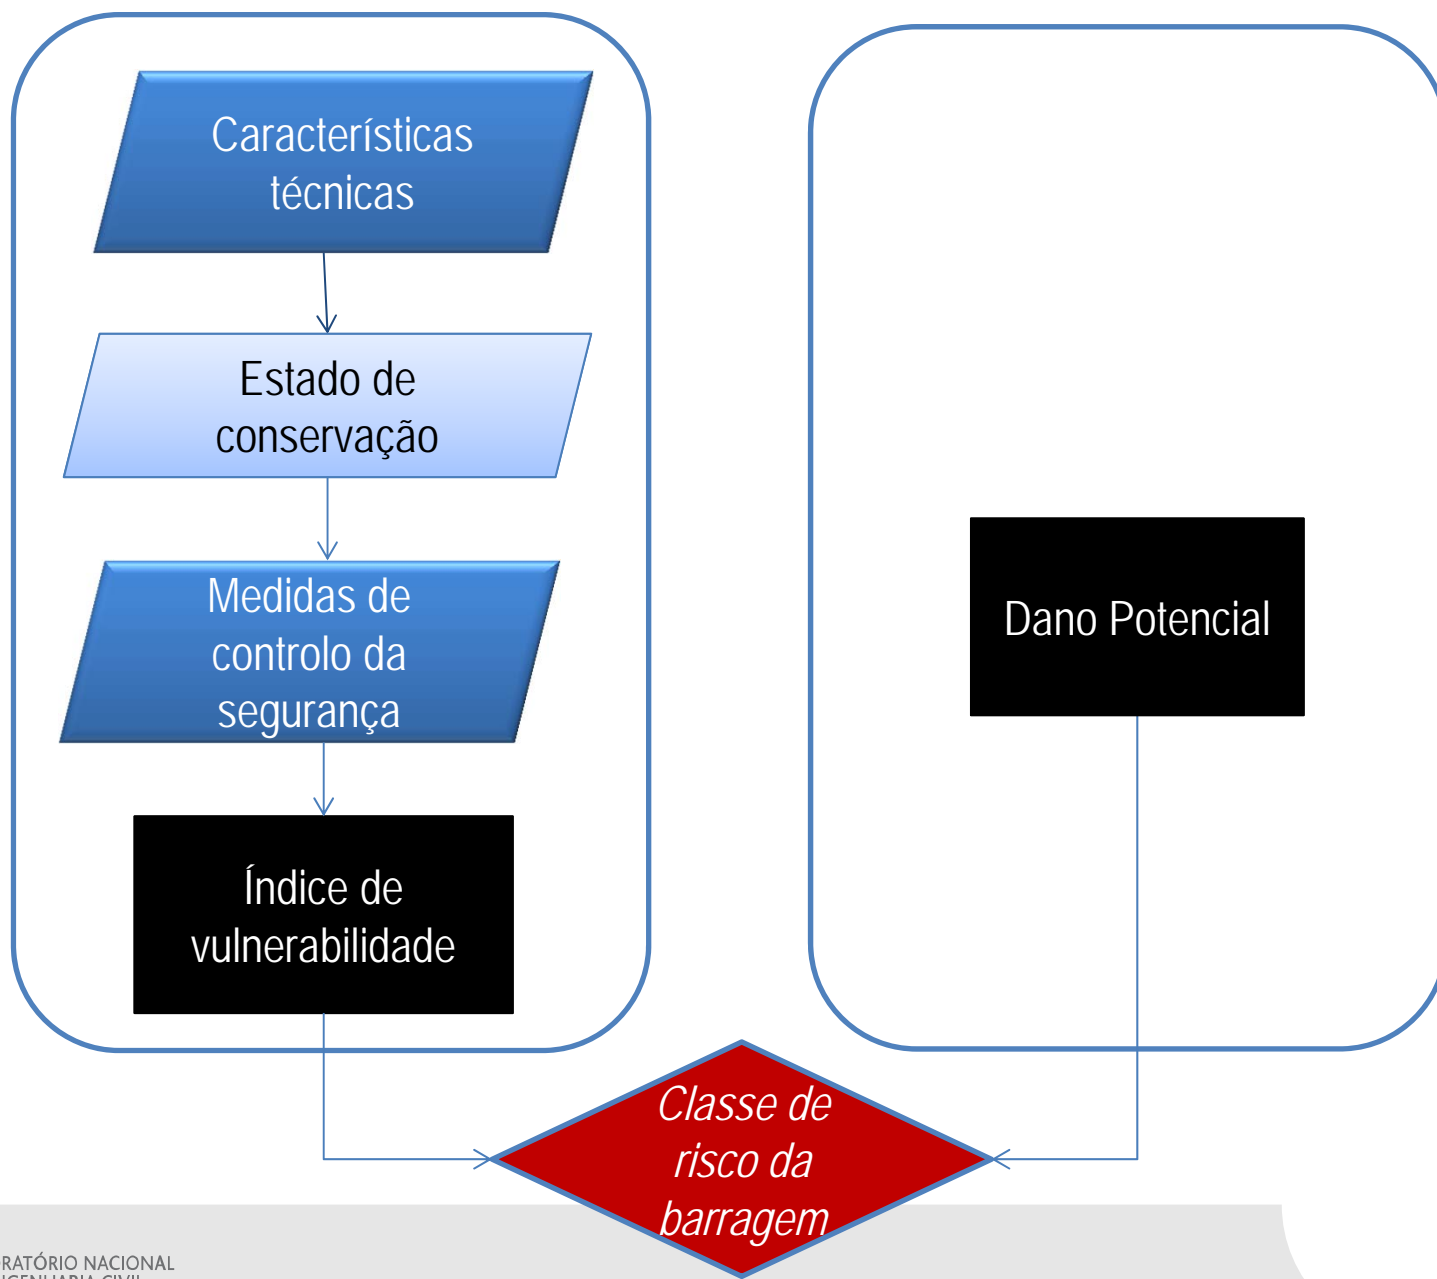 Características
técnicas
Estado de
conservação
Medidas de
controlo da
segurança
Índice de
vulnerabilidade
Dano Potencial
Classe de
risco da
barragem
RATÓRIO NACIONAL